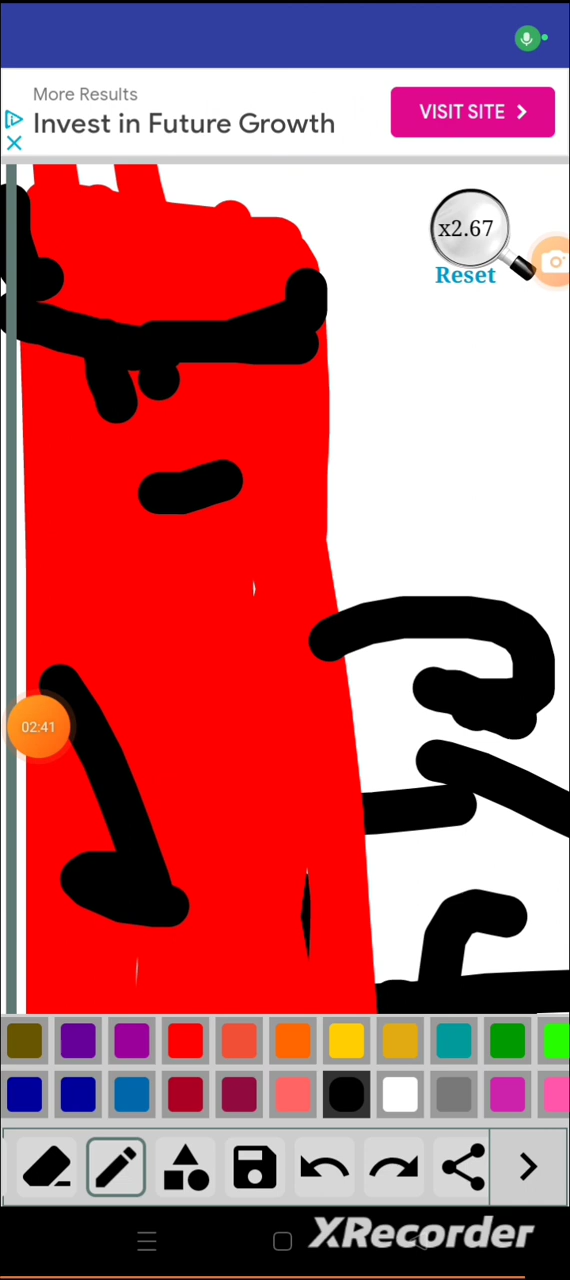 More Results
Invest in Future Growth
VISIT SITE
x2.67
Reset
02:41
XRecorder